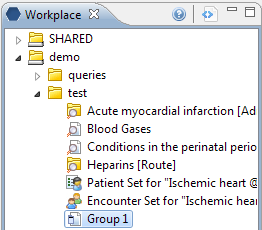 Workplace
SHARED
demo
queries
test
Acute myocardial infarction [Ad
Blood Gases
Conditions in the perinatal perio
Heparins [Route]
Patient Set for "Ischemic heart @
Encounter Set for "Ischemic hear
Group 1